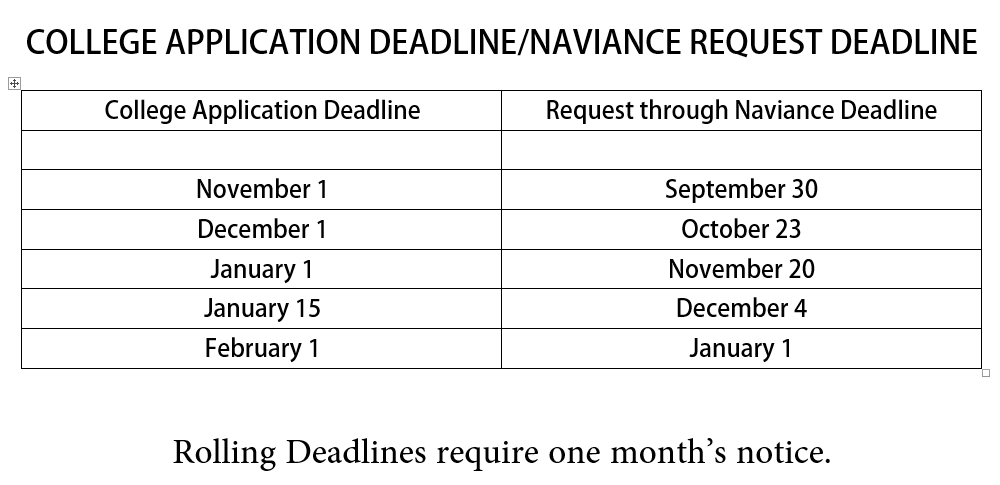 COLLEGE APPLICATION DEADLINE/NAVIANCE REQUEST DEADLINE
College Application Deadline Request through Naviance Deadline
November 1 September 30
December 1 October 23
January 1 November 20
January 15 December 4
February 1 January 1
Rolling Deadlines require one month’s notice.